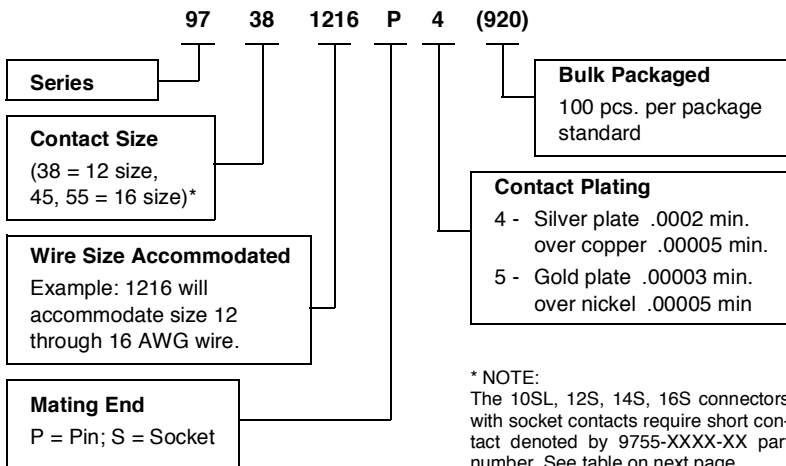 97 38 1216 P 4 (920)
Series
Contact Size
(38 = 12 size,
45, 55 = 16 size)*
Wire Size Accommodated
Example: 1216 will
accommodate size 12
through 16 AWG wire.
Mating End
P = Pin; S = Socket
Bulk Packaged
100 pcs. per package
standard
Contact Plating
4 - Silver plate .0002 min.
over copper .00005 min.
5 - Gold plate .00003 min.
over nickel .00005 min
* NOTE:
The 10SL, 12S, 14S, 16S connectors
with socket contacts require short con-
tact denoted by 9755-XXXX-XX part
number. See table on next page